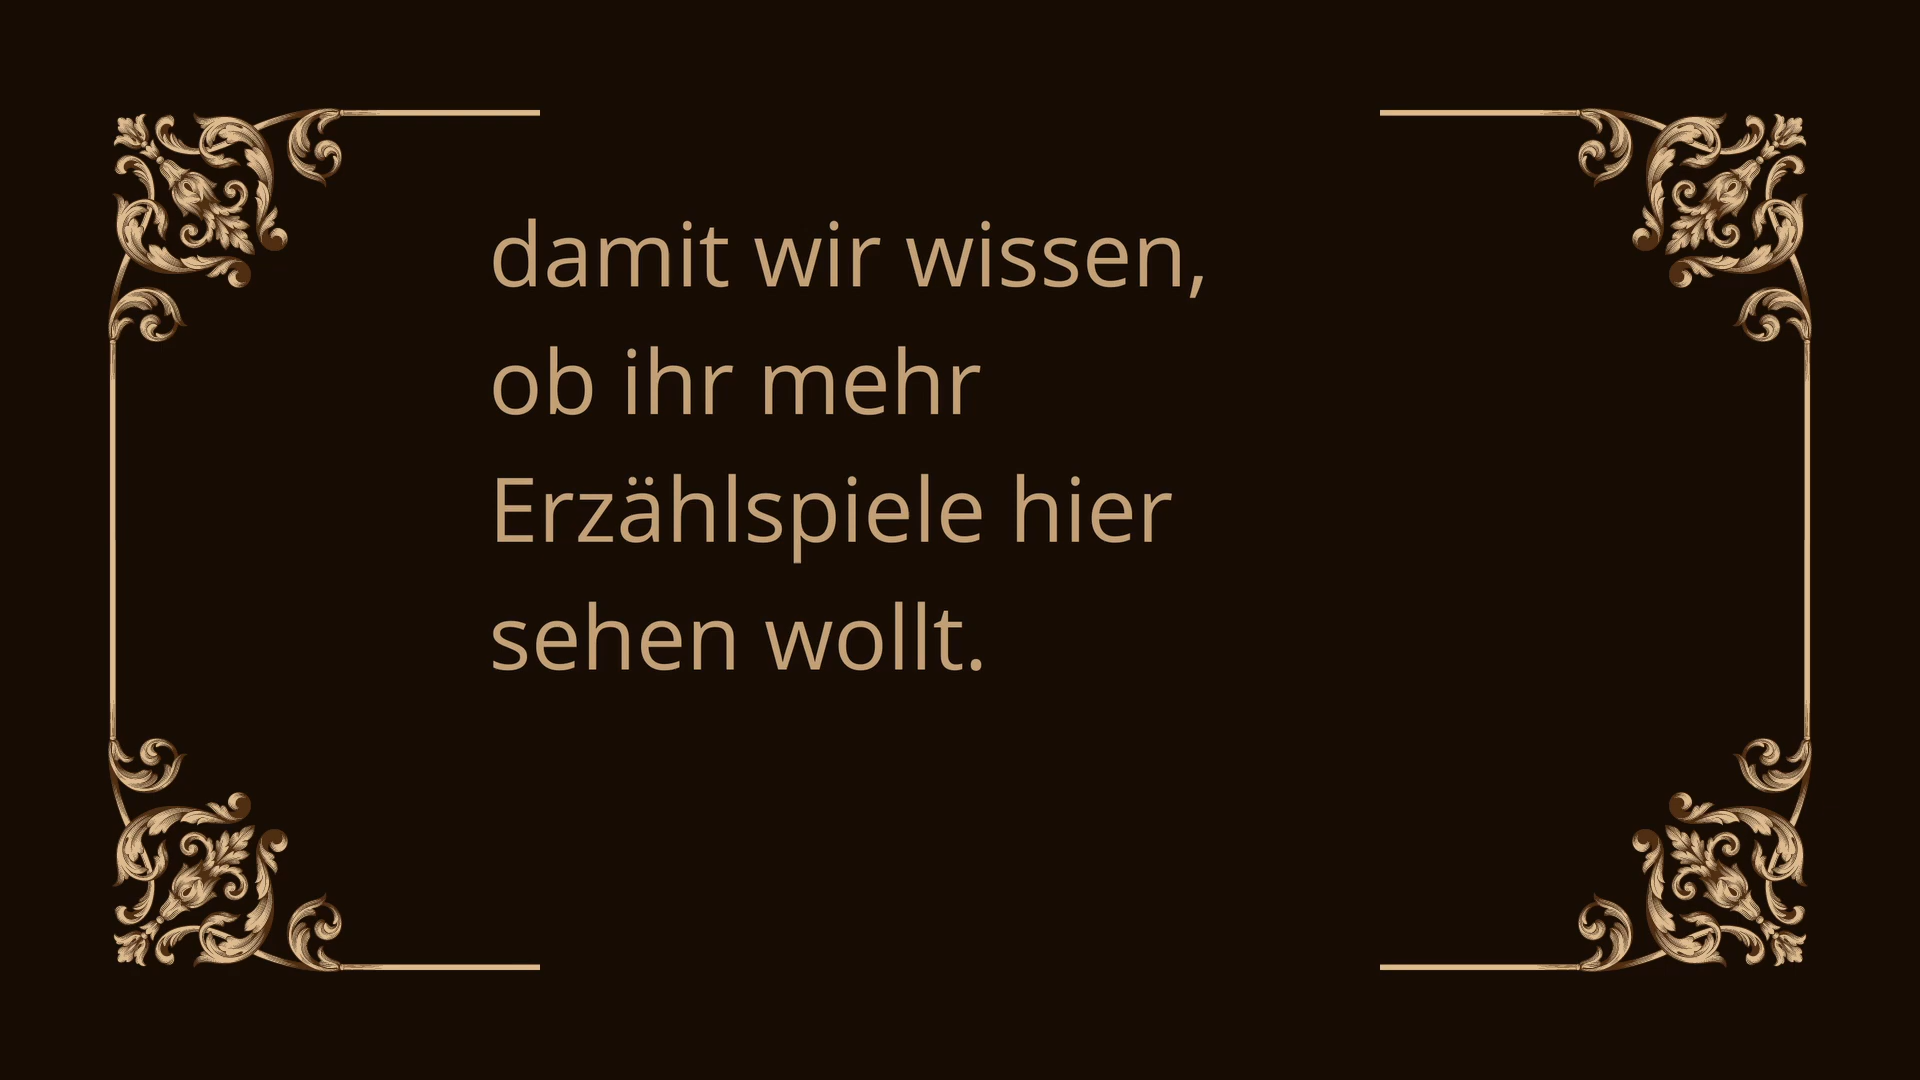 damit wir wissen,
ob ihr mehr
Erzählspiele hier
sehen wollt.